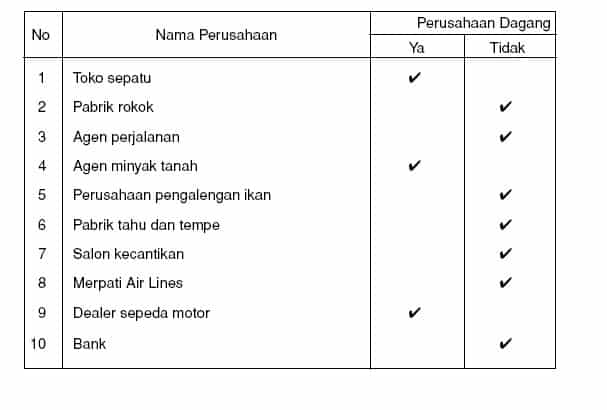 No Nama Perusahaan Perusahaan Dagang
Ya Tidak
1 Toko sepatu ✔
2 Pabrik rokok ✔
3 Agen perjalanan ✔
4 Agen minyak tanah ✔
5 Perusahaan pengalengan ikan ✔
6 Pabrik tahu dan tempe ✔
7 Salon kecantikan ✔
8 Merpati Air Lines ✔
9 Dealer sepeda motor ✔
10 Bank ✔